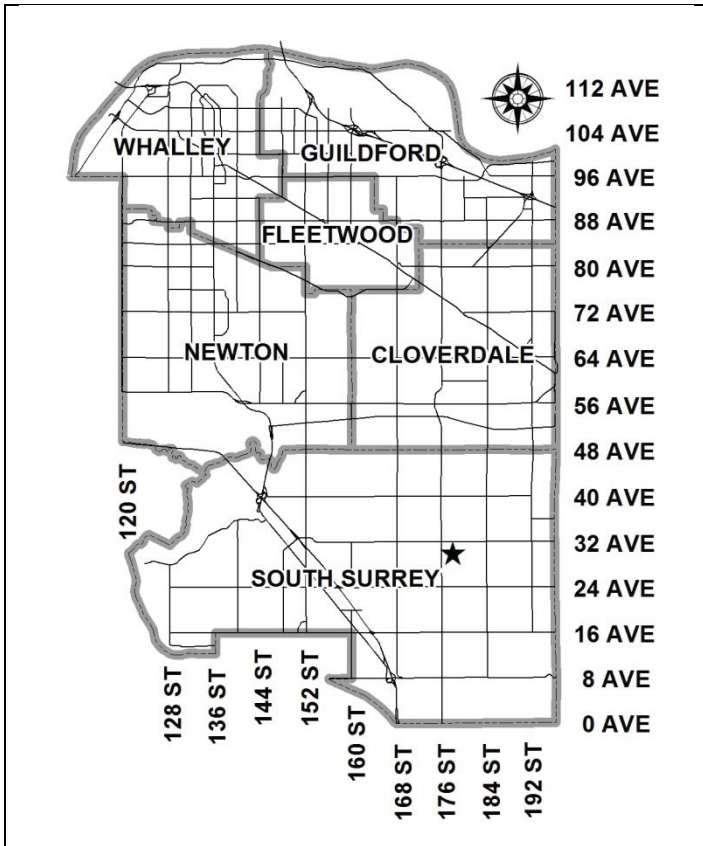 112 AVE
104 AVE
WHALLEY
GUILDFORD
96 AVE
88 AVE
FLEETWOOD
80 AVE
72 AVE
NEWTON
CLOVERDALE
64 AVE
56 AVE
48 AVE
120 ST
40 AVE
32 AVE
SOUTH SURREY
24 AVE
16 AVE
8 AVE
0 AVE
128 ST
136 ST
144 ST
152 ST
160 ST
168 ST
176 ST
184 ST
192 ST